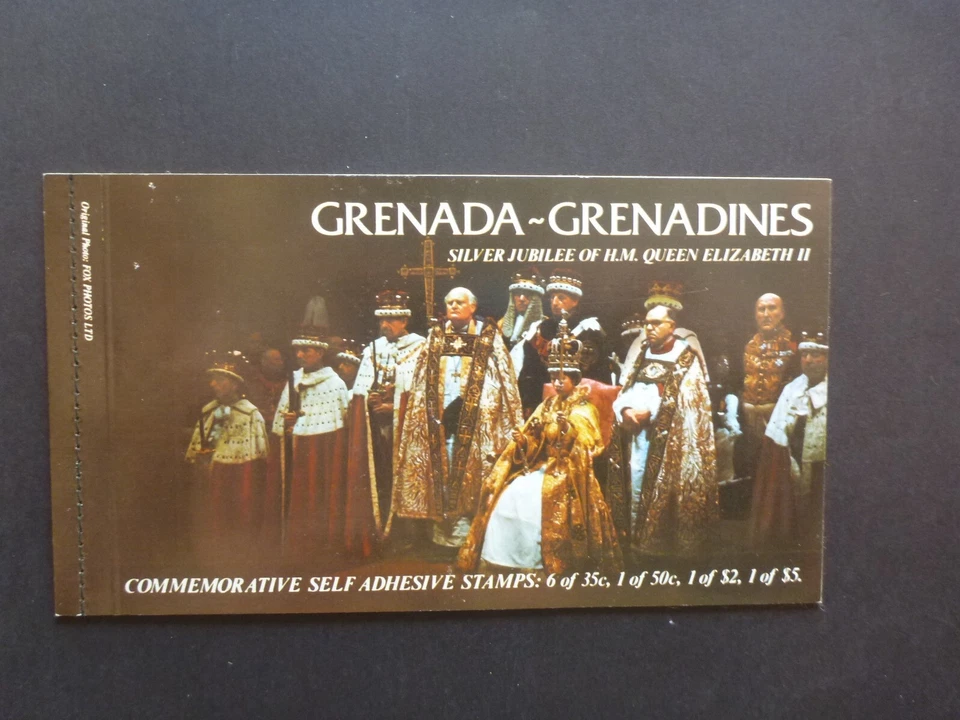 GRENADA~GRENADINES
SILVER JUBILEE OF H.M. QUEEN ELIZABETH II
Original Photo: FOX PHOTOS LTD
COMMEMORATIVE SELF ADHESIVE STAMPS: 6 of 35c, 1 of 50c, 1 of $2, 1 of $5.